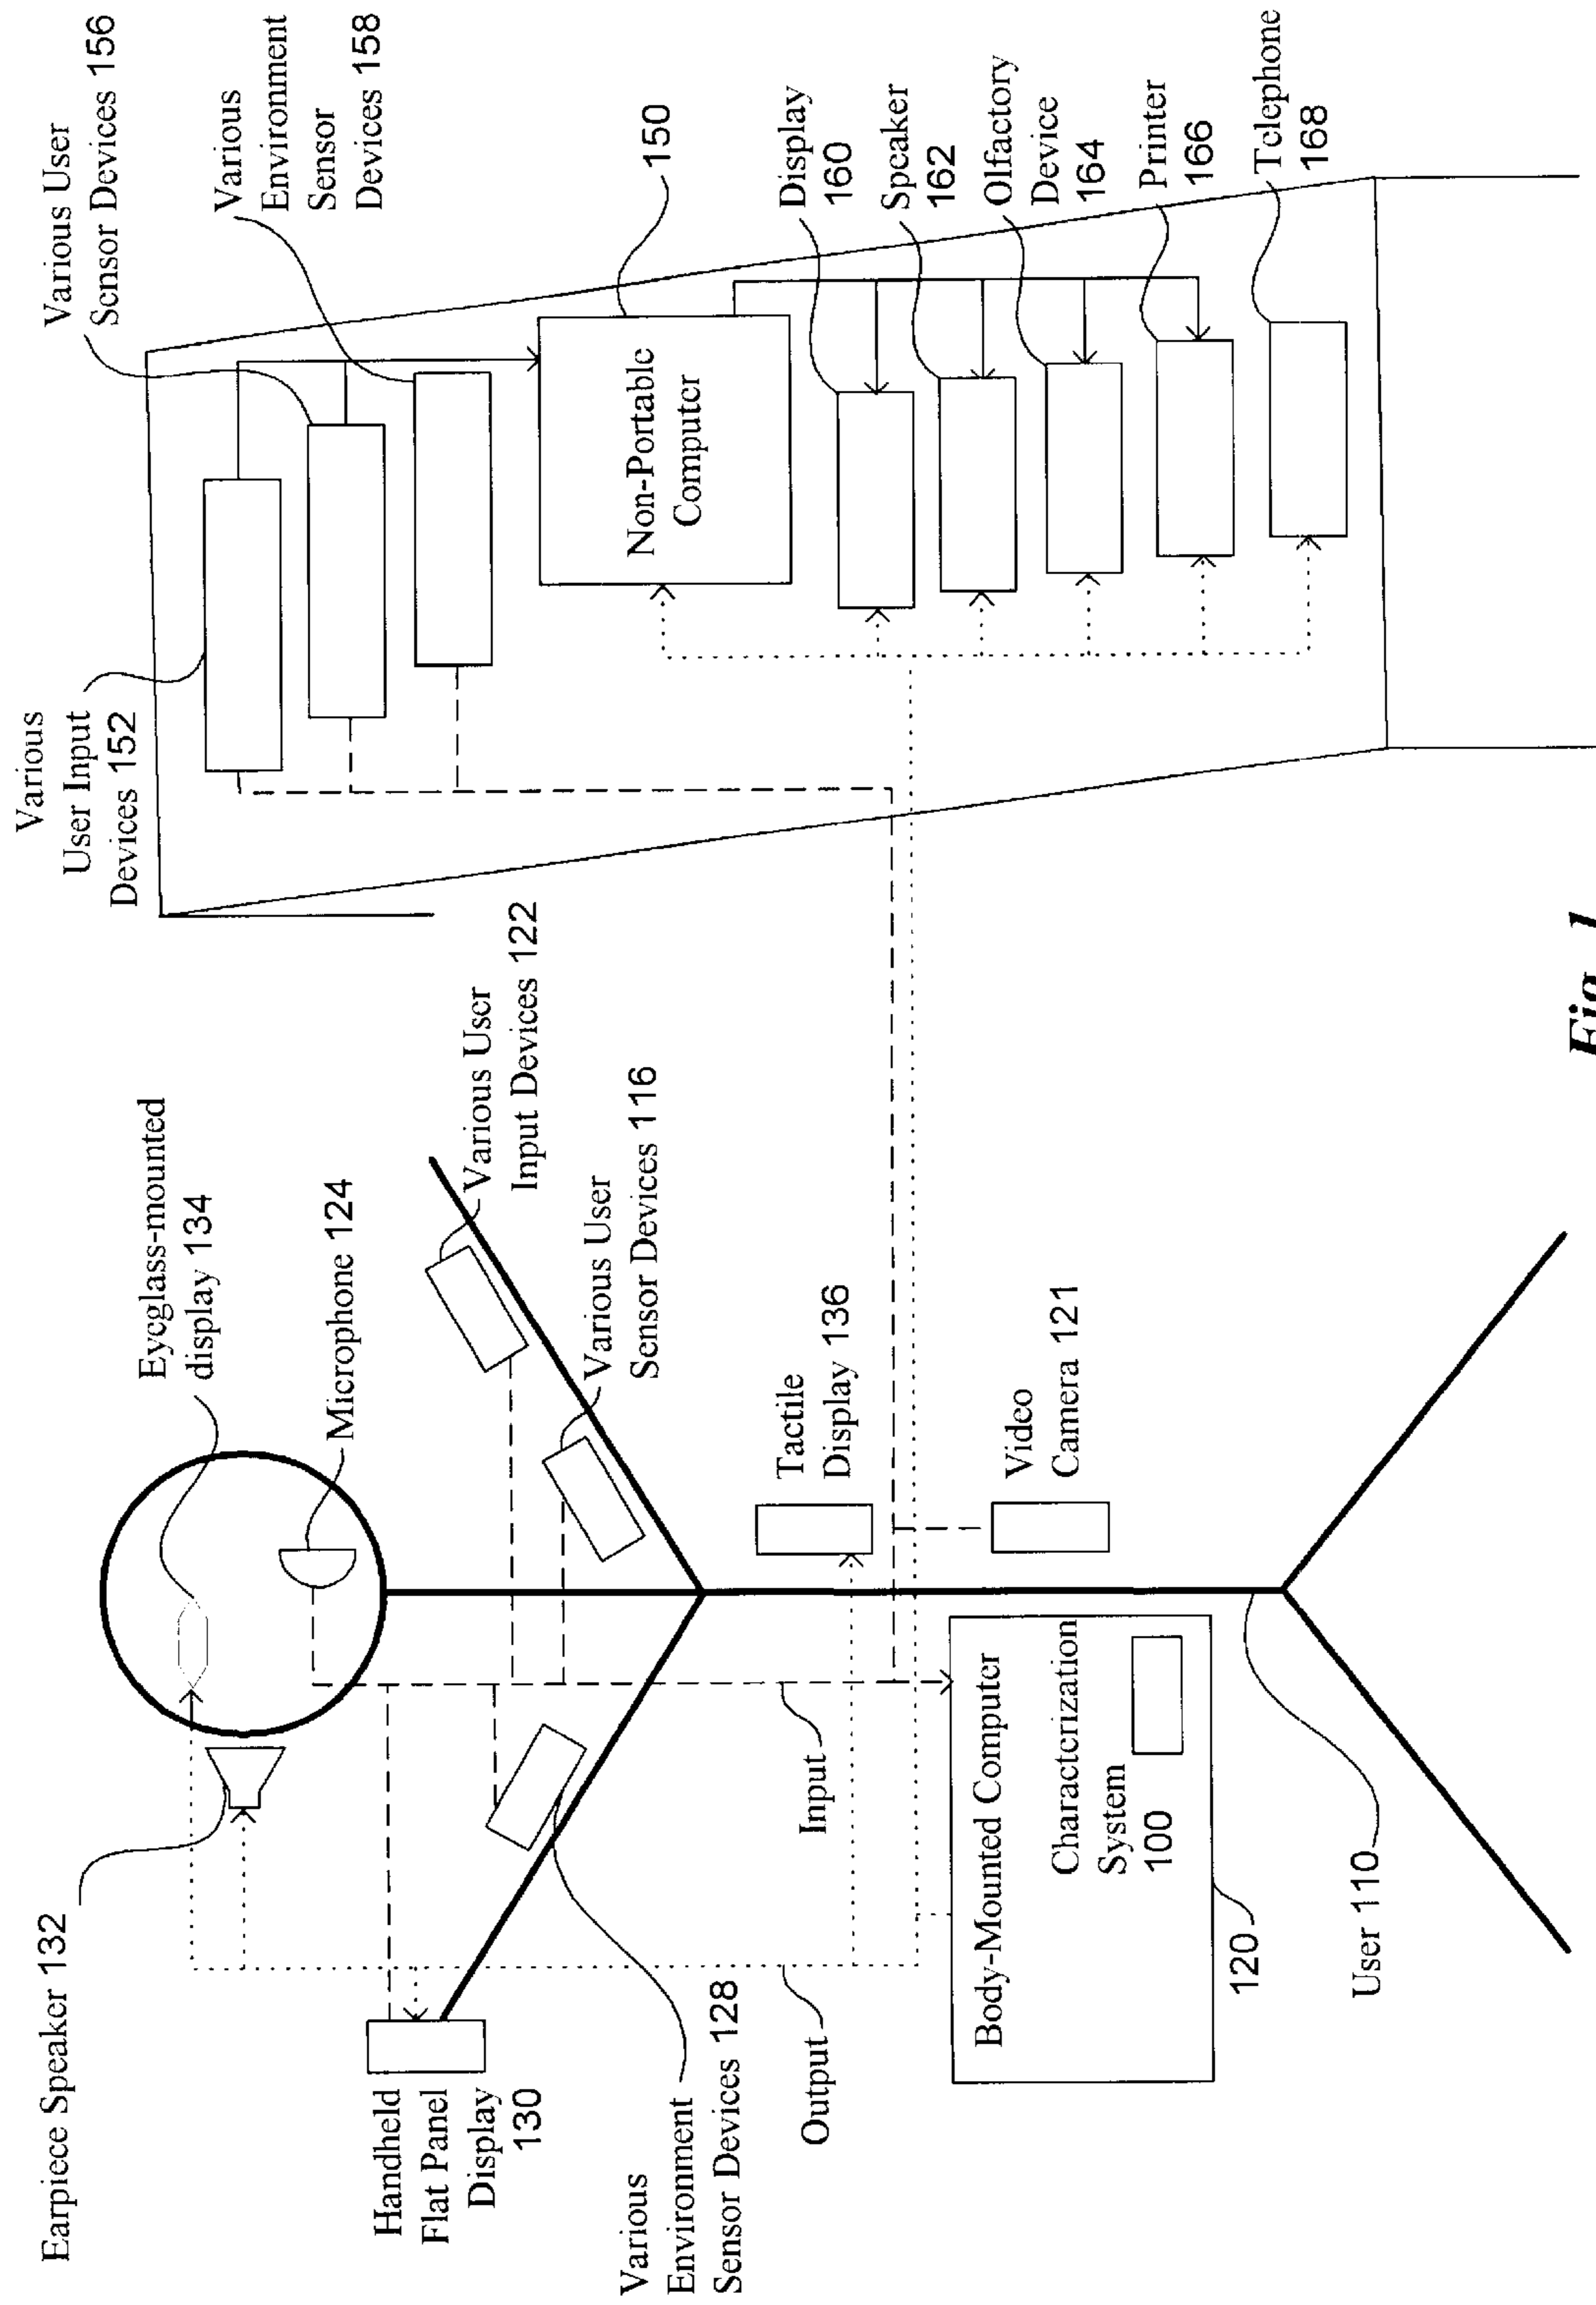 Earpiece Speaker 132
Eyeglass-mounted
display 134
Microphone 124
Handheld
Flat Panel
Display
130
Various User
Input Devices 122
Various User
Sensor Devices 116
Various
Environment
Sensor Devices 128
Output
Input
Tactile
Display 136
Video
Camera 121
Body-Mounted Computer
Characterization
System
100
120
User 110
Various
User Input
Devices 152
Various User
Sensor Devices 156
Various
Environment
Sensor
Devices 158
Non-Portable
Computer
150
Display
160
Speaker
162
Olfactory
Device
164
Printer
166
Telephone
168
Fig. 1